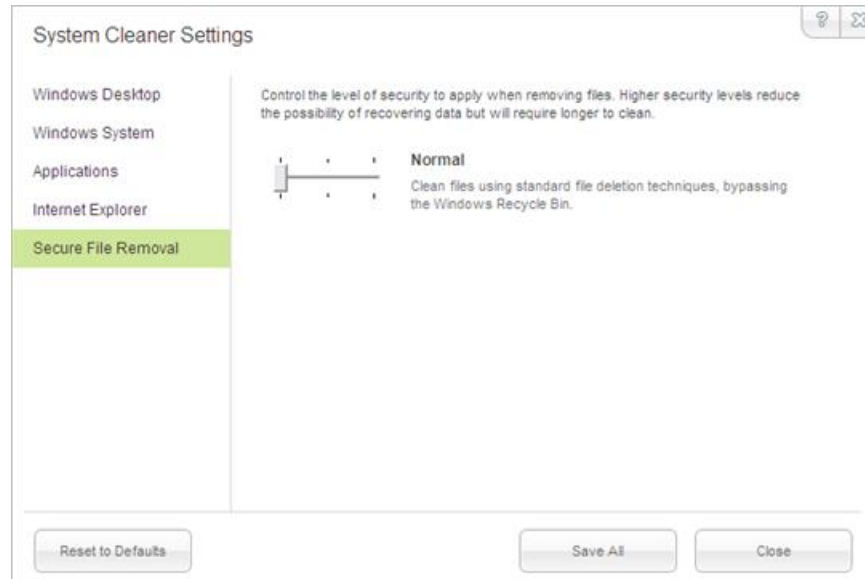 System Cleaner Settings
?
Windows Desktop
Windows System
Applications
Internet Explorer
Secure File Removal
Control the level of security to apply when removing files. Higher security levels reduce
the possibility of recovering data but will require longer to clean.
Normal
Clean files using standard file deletion techniques, bypassing
the Windows Recycle Bin.
Reset to Defaults
Save All
Close